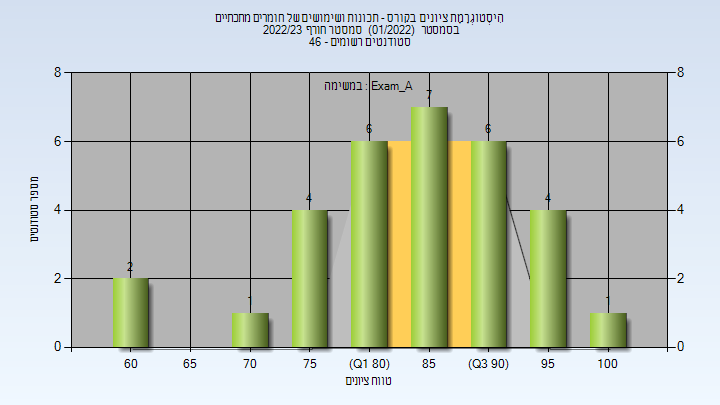 היסטוגרמת ציונים בקורס - תכונות ושימושים של חומרים מתכתיים
בסמסטר (01/2022) סמסטר חורף 2022/23
סטודנטים רשומים - 46
במשימה : Exam_A
8 8
7
6 6 6 6
4 4 4 4
2 2 2
1 1
0 0
מספר סטודנטים
60 65 70 75 (Q1 80) 85 (Q3 90) 95 100
טווח ציונים